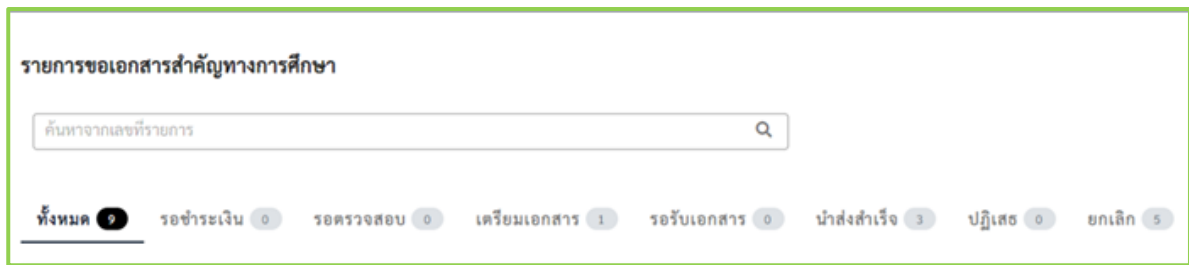 รายการขอเอกสารสำคัญทางการศึกษา
ค้นหาจากเลขที่รายการ
ทั้งหมด 9 รอชำระเงิน 0 รอตรวจสอบ 0 เตรียมเอกสาร 1 รอรับเอกสาร 0 นำส่งสำเร็จ 3 ปฏิเสธ 0 ยกเลิก 5